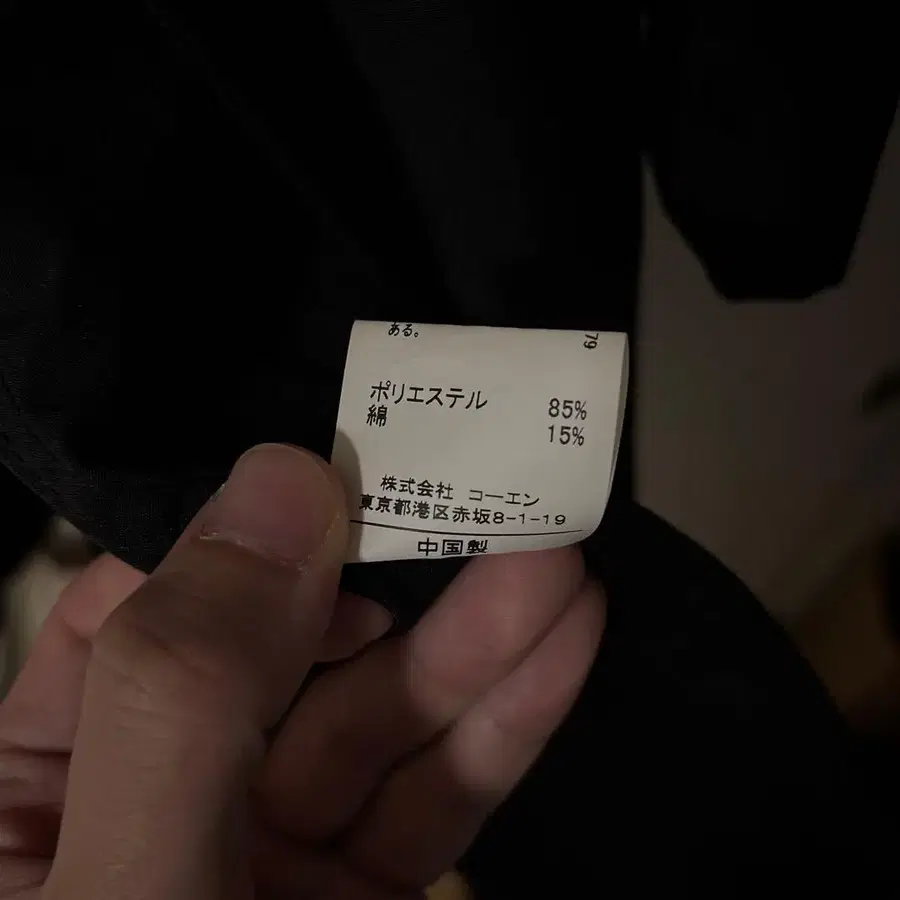 ある。
79
ポリエステル 85%
綿 15%
株式会社 コーエン
東京都港区赤坂8-1-19
中国製